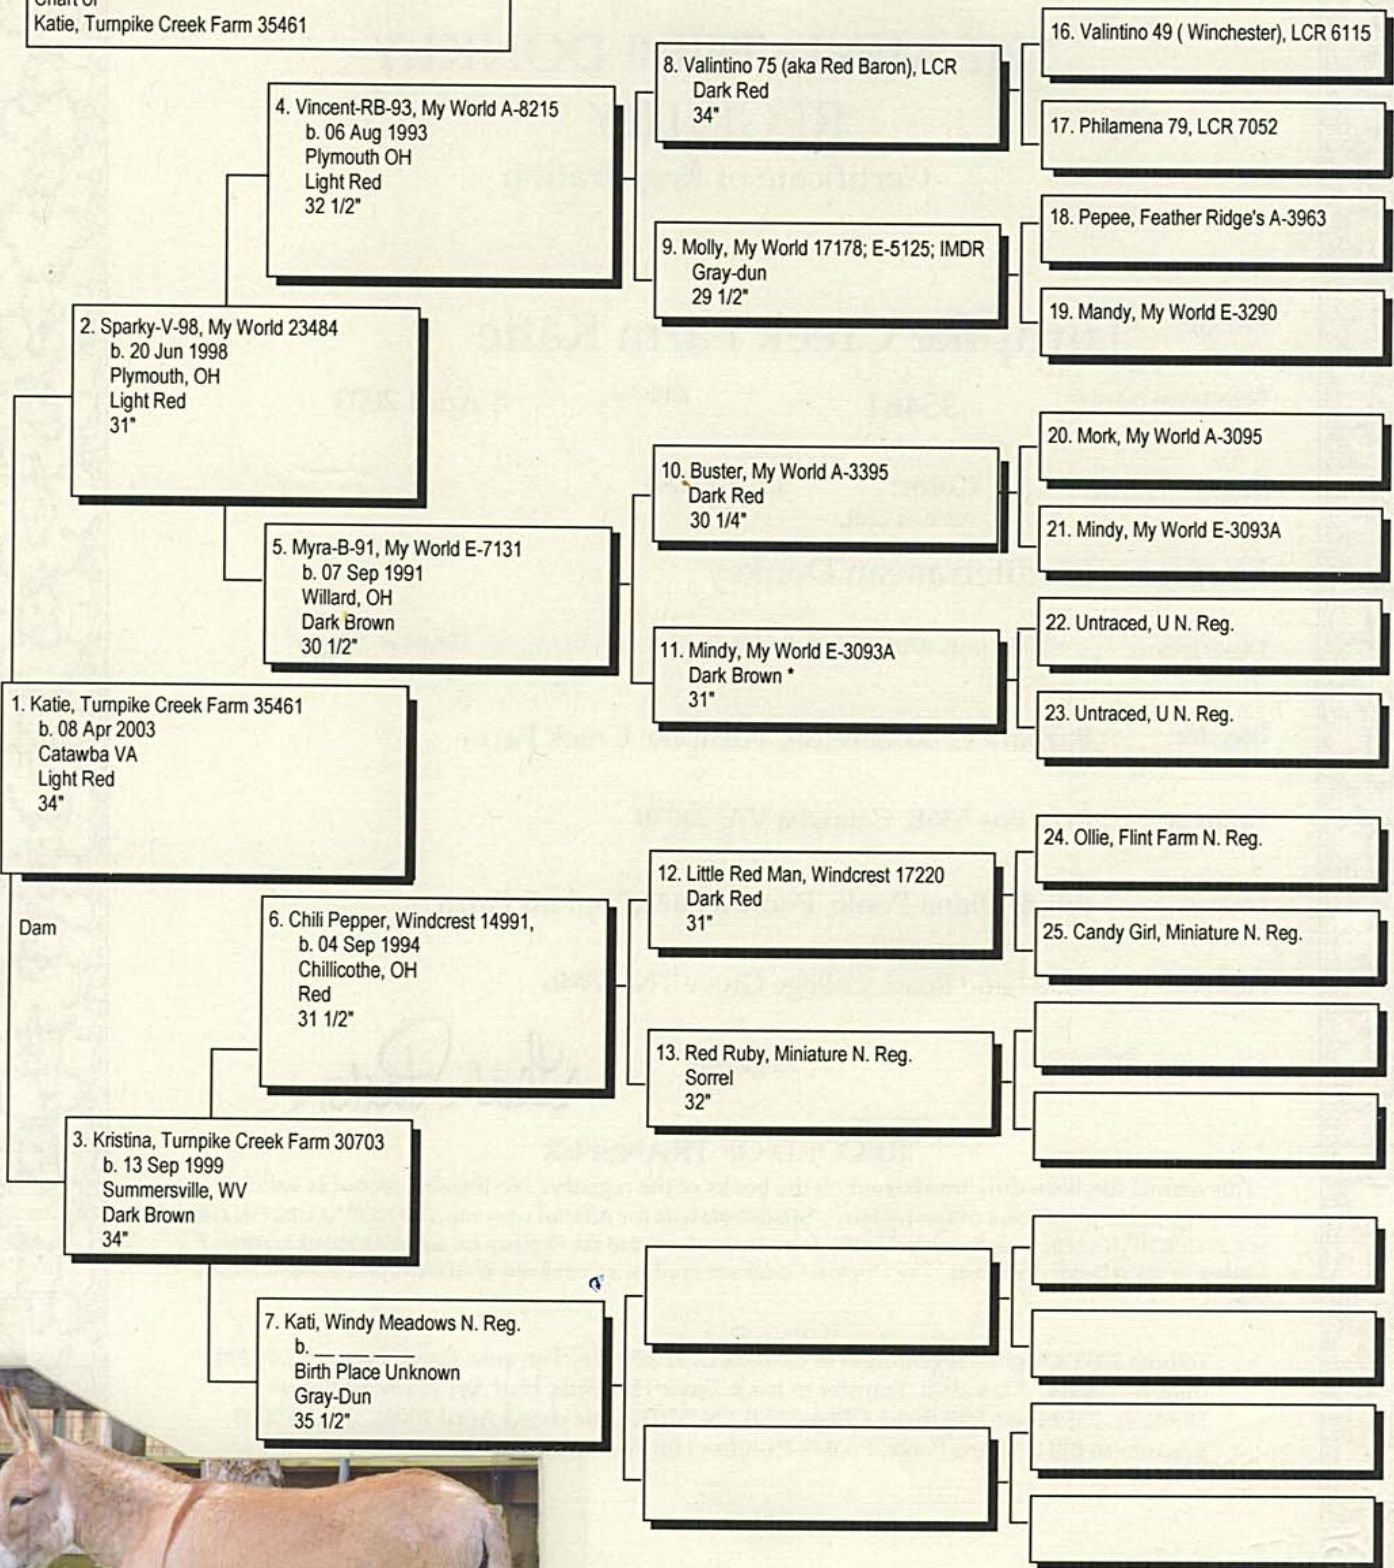 Chart of
Katie, Turnpike Creek Farm 35461
1. Katie, Turnpike Creek Farm 35461
b. 08 Apr 2003
Catawba VA
Light Red
34"
Dam
2. Sparky-V-98, My World 23484
b. 20 Jun 1998
Plymouth, OH
Light Red
31"
3. Kristina, Turnpike Creek Farm 30703
b. 13 Sep 1999
Summersville, WV
Dark Brown
34"
4. Vincent-RB-93, My World A-8215
b. 06 Aug 1993
Plymouth OH
Light Red
32 1/2"
5. Myra-B-91, My World E-7131
b. 07 Sep 1991
Willard, OH
Dark Brown
30 1/2"
6. Chili Pepper, Windcrest 14991,
b. 04 Sep 1994
Chillicothe, OH
Red
31 1/2"
7. Kati, Windy Meadows N. Reg.
b. __ ___ ____
Birth Place Unknown
Gray-Dun
35 1/2"
8. Valintino 75 (aka Red Baron), LCR
Dark Red
34"
9. Molly, My World 17178; E-5125; IMDR
Gray-dun
29 1/2"
10. Buster, My World A-3395
Dark Red
30 1/4"
11. Mindy, My World E-3093A
Dark Brown *
31"
12. Little Red Man, Windcrest 17220
Dark Red
31"
13. Red Ruby, Miniature N. Reg.
Sorrel
32"
16. Valintino 49 ( Winchester), LCR 6115
17. Philamena 79, LCR 7052
18. Pepee, Feather Ridge's A-3963
19. Mandy, My World E-3290
20. Mork, My World A-3095
21. Mindy, My World E-3093A
22. Untraced, U N. Reg.
23. Untraced, U N. Reg.
24. Ollie, Flint Farm N. Reg.
25. Candy Girl, Miniature N. Reg.